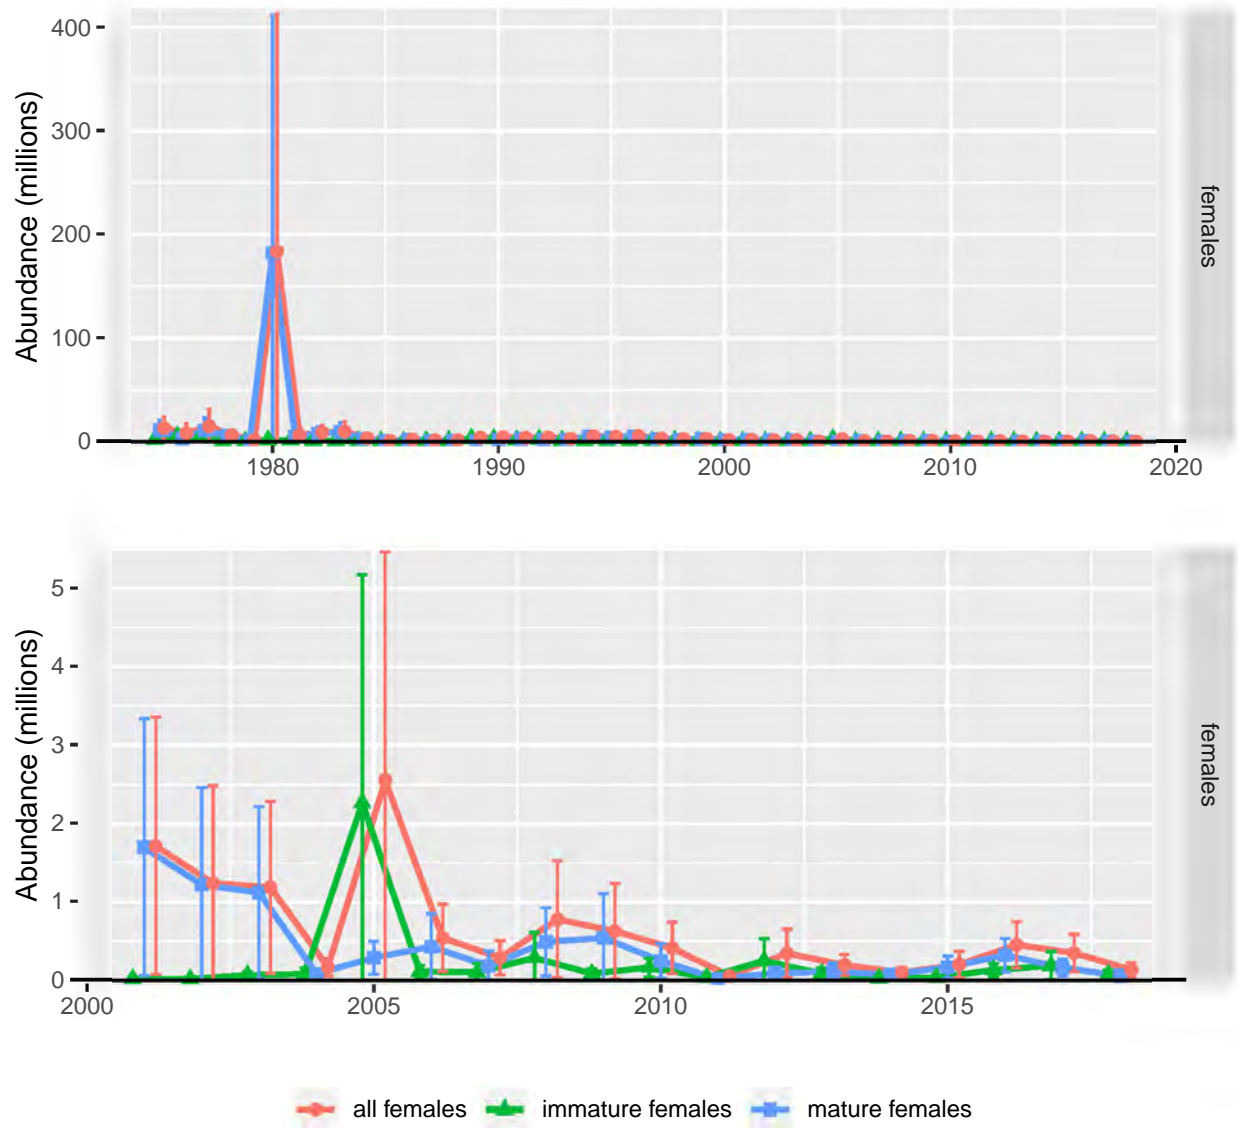 400
300
200
100
0
Abundance (millions)
females
1980 1990 2000 2010 2020
5
4
3
2
1
0
Abundance (millions)
females
2000 2005 2010 2015
all females immature females mature females